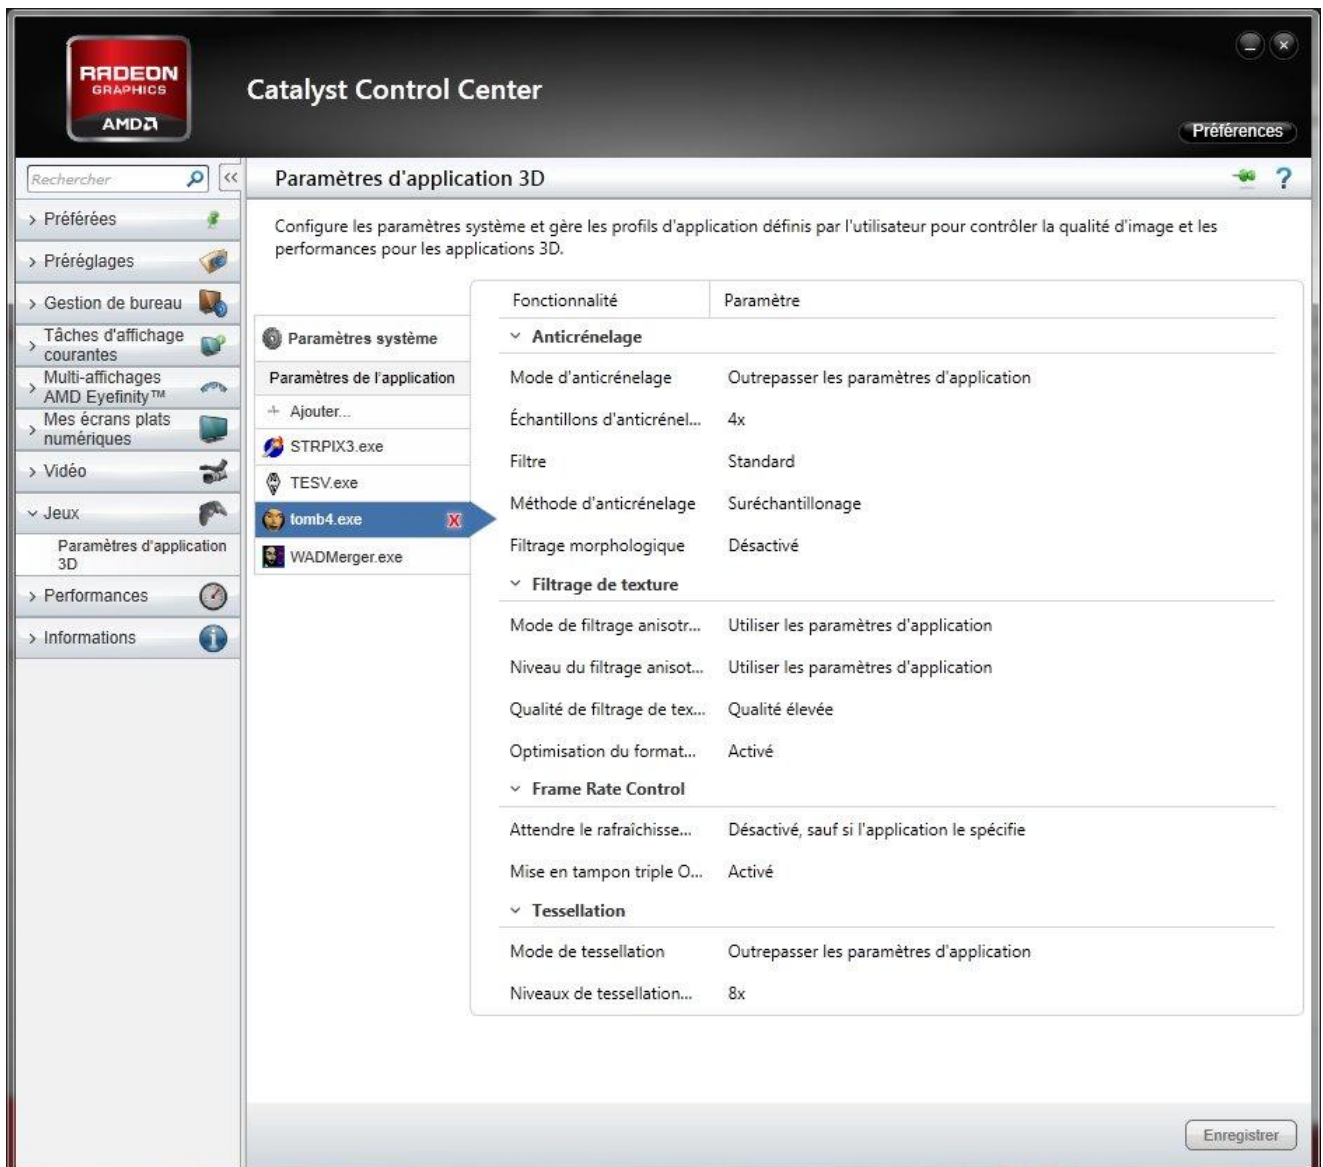 RADEON
GRAPHICS
AMD
Catalyst Control Center
Préférences
Rechercher
<<
Paramètres d'application 3D
?
Préférées
Préréglages
Gestion de bureau
Tâches d'affichage
courantes
Multi-affichages
AMD Eyefinity™
Mes écrans plats
numériques
Vidéo
Jeux
Paramètres d'application
3D
Performances
Informations
Configure les paramètres système et gère les profils d'application définis par l'utilisateur pour contrôler la qualité d'image et les
performances pour les applications 3D.
Paramètres système
Paramètres de l'application
Ajouter...
STRPIX3.exe
TESV.exe
tomb4.exe X
WADMerger.exe
Fonctionnalité Paramètre
Anticrénelage
Mode d'anticrénelage Outrepasser les paramètres d'application
Échantillons d'anticrénel... 4x
Filtre Standard
Méthode d'anticrénelage Suréchantillonage
Filtrage morphologique Désactivé
Filtrage de texture
Mode de filtrage anisotr... Utiliser les paramètres d'application
Niveau du filtrage anisot... Utiliser les paramètres d'application
Qualité de filtrage de tex... Qualité élevée
Optimisation du format... Activé
Frame Rate Control
Attendre le rafraîchisse... Désactivé, sauf si l'application le spécifie
Mise en tampon triple O... Activé
Tessellation
Mode de tessellation Outrepasser les paramètres d'application
Niveaux de tessellation... 8x
Enregistrer